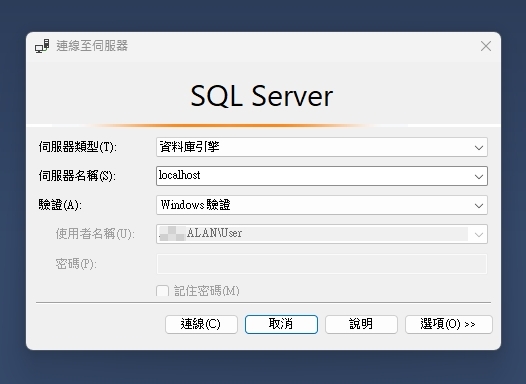 連線至伺服器
SQL Server
伺服器類型(T): 資料庫引擎
伺服器名稱(S): localhost
驗證(A): Windows 驗證
使用者名稱(U): ALAN\User
密碼(P):
記住密碼(M)
連線(C) 取消 說明 選項(O) >>